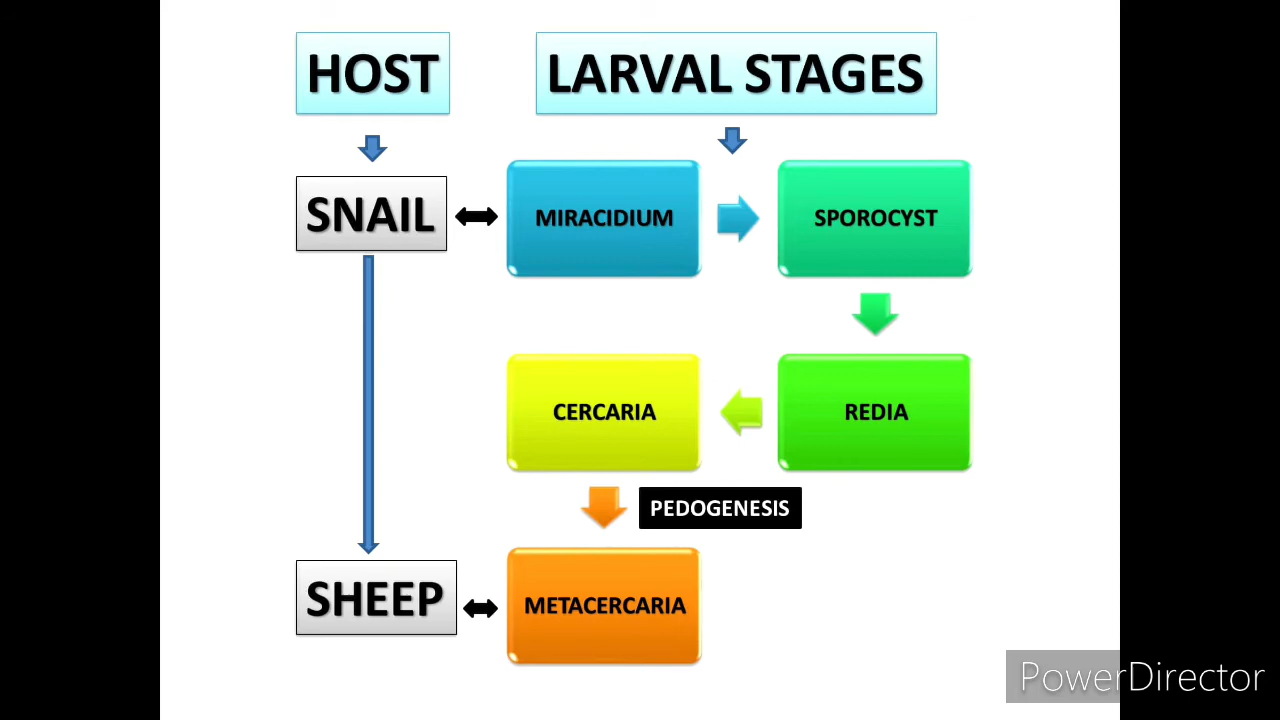 HOST
LARVAL STAGES
SNAIL
MIRACIDIUM
SPOROCYST
CERCARIA
REDIA
PEDOGENESIS
SHEEP
METACERCARIA
PowerDirector